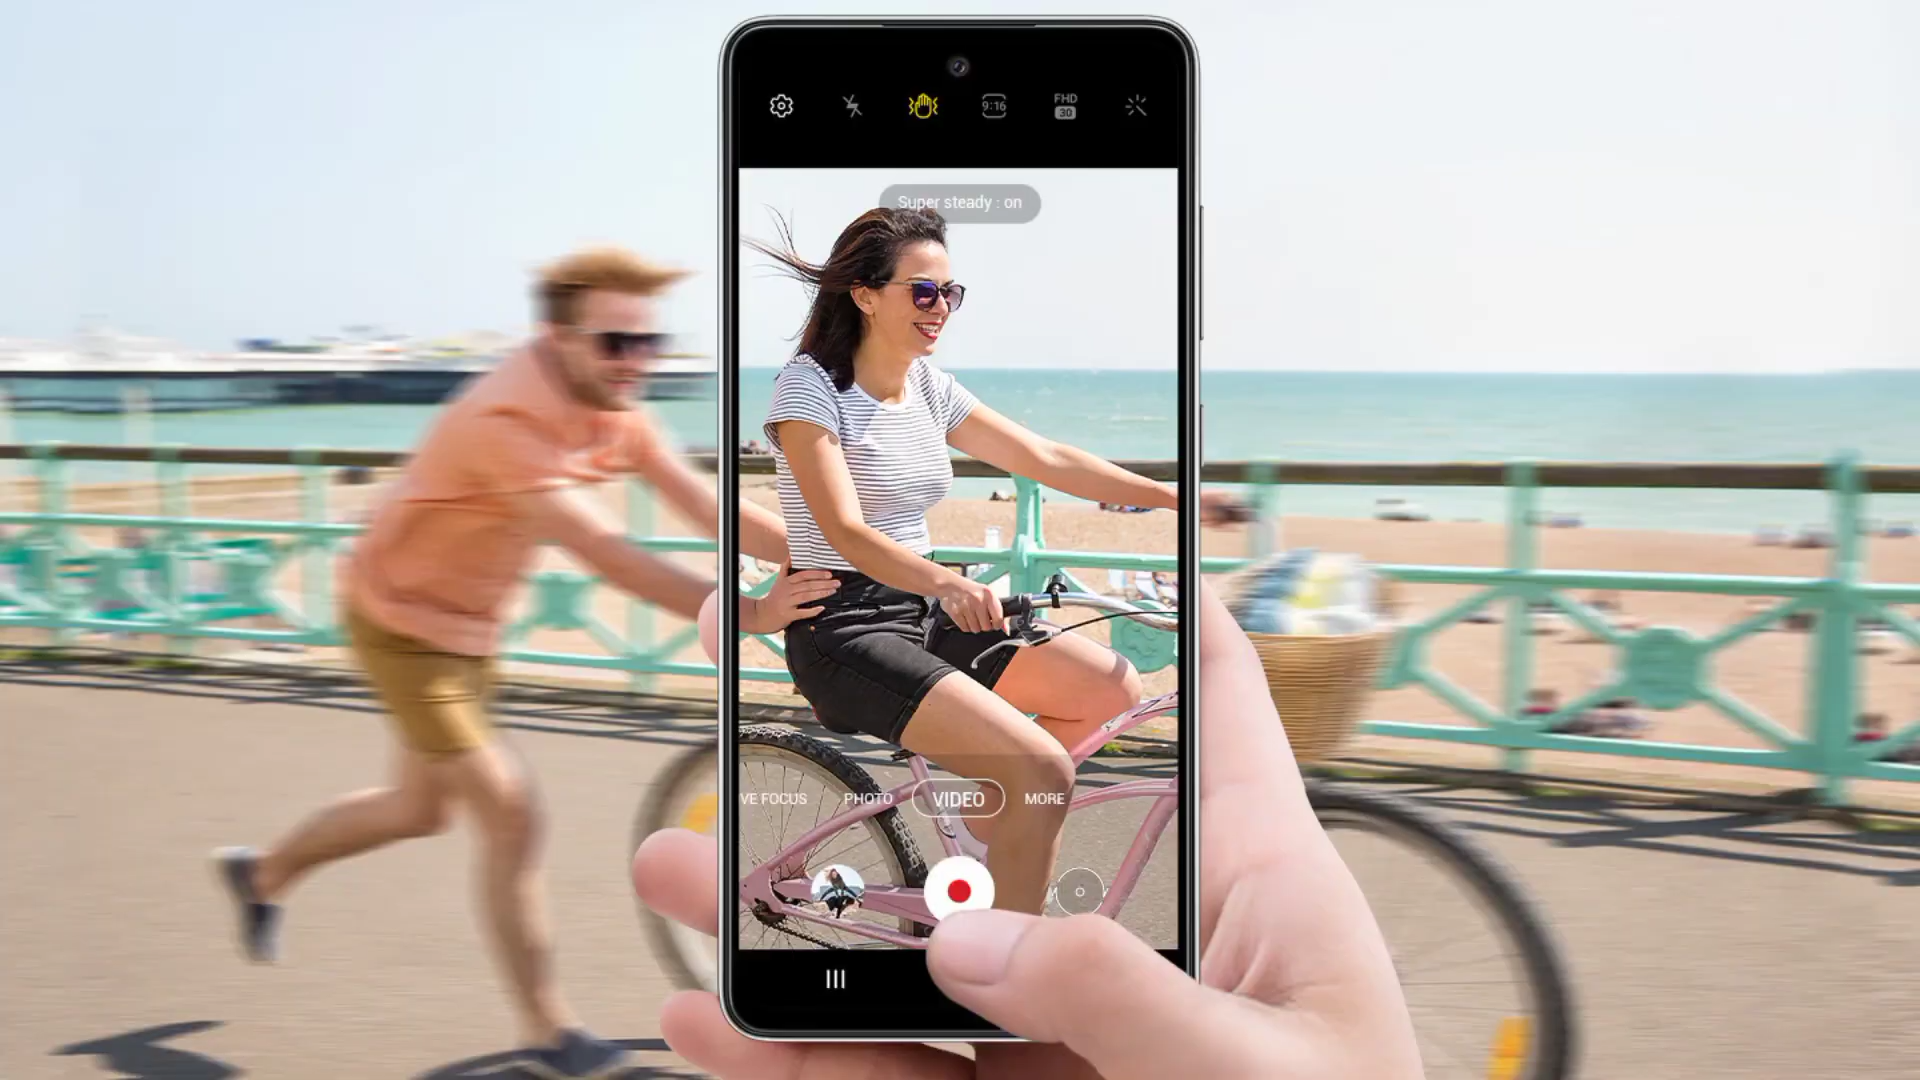 9:16
FHD
30
Super steady : on
VE FOCUS
PHOTO
VIDEO
MORE